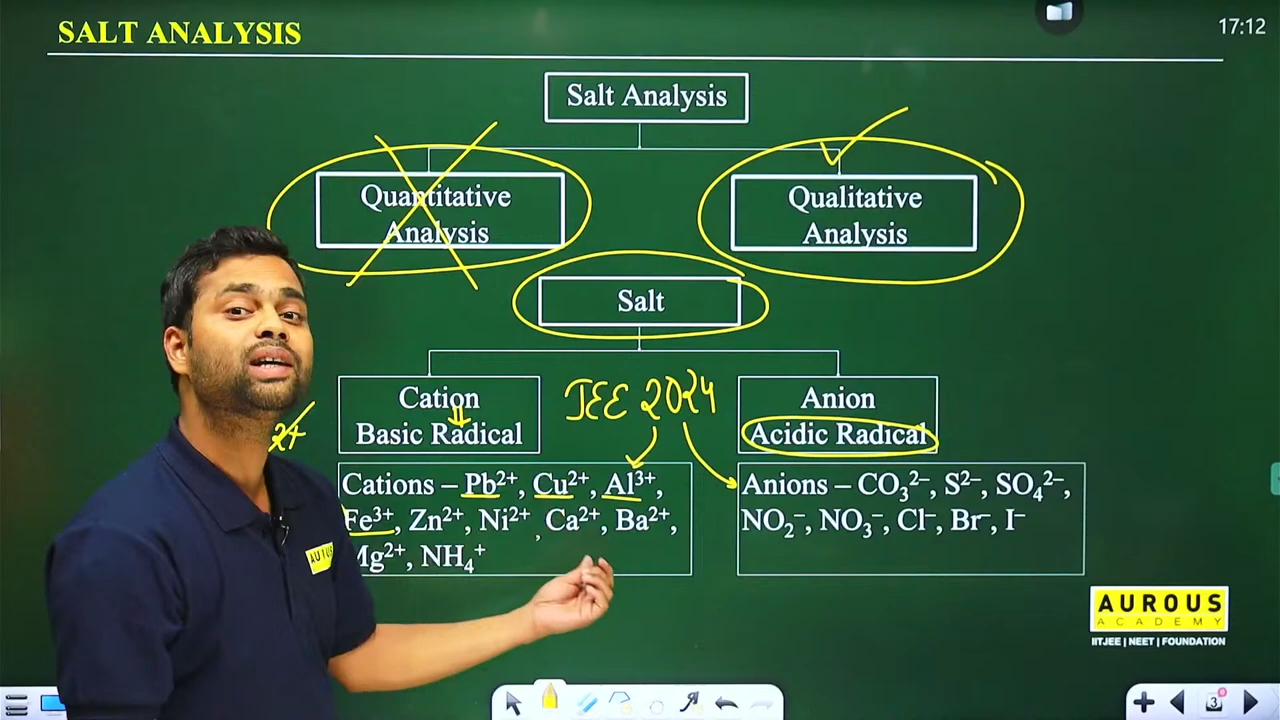 SALT ANALYSIS
17:12
Salt Analysis
Quantitative
Analysis
Qualitative
Analysis
Salt
Cation
Basic Radical
JEE 2024
Anion
Acidic Radical
2+
Cations – Pb²⁺, Cu²⁺, Al³⁺,
Fe³⁺, Zn²⁺, Ni²⁺, Ca²⁺, Ba²⁺,
Mg²⁺, NH₄⁺
Anions – CO₃²⁻, S²⁻, SO₄²⁻,
NO₂⁻, NO₃⁻, Cl⁻, Br⁻, I⁻
AUROUS
ACADEMY
IITJEE | NEET | FOUNDATION
3